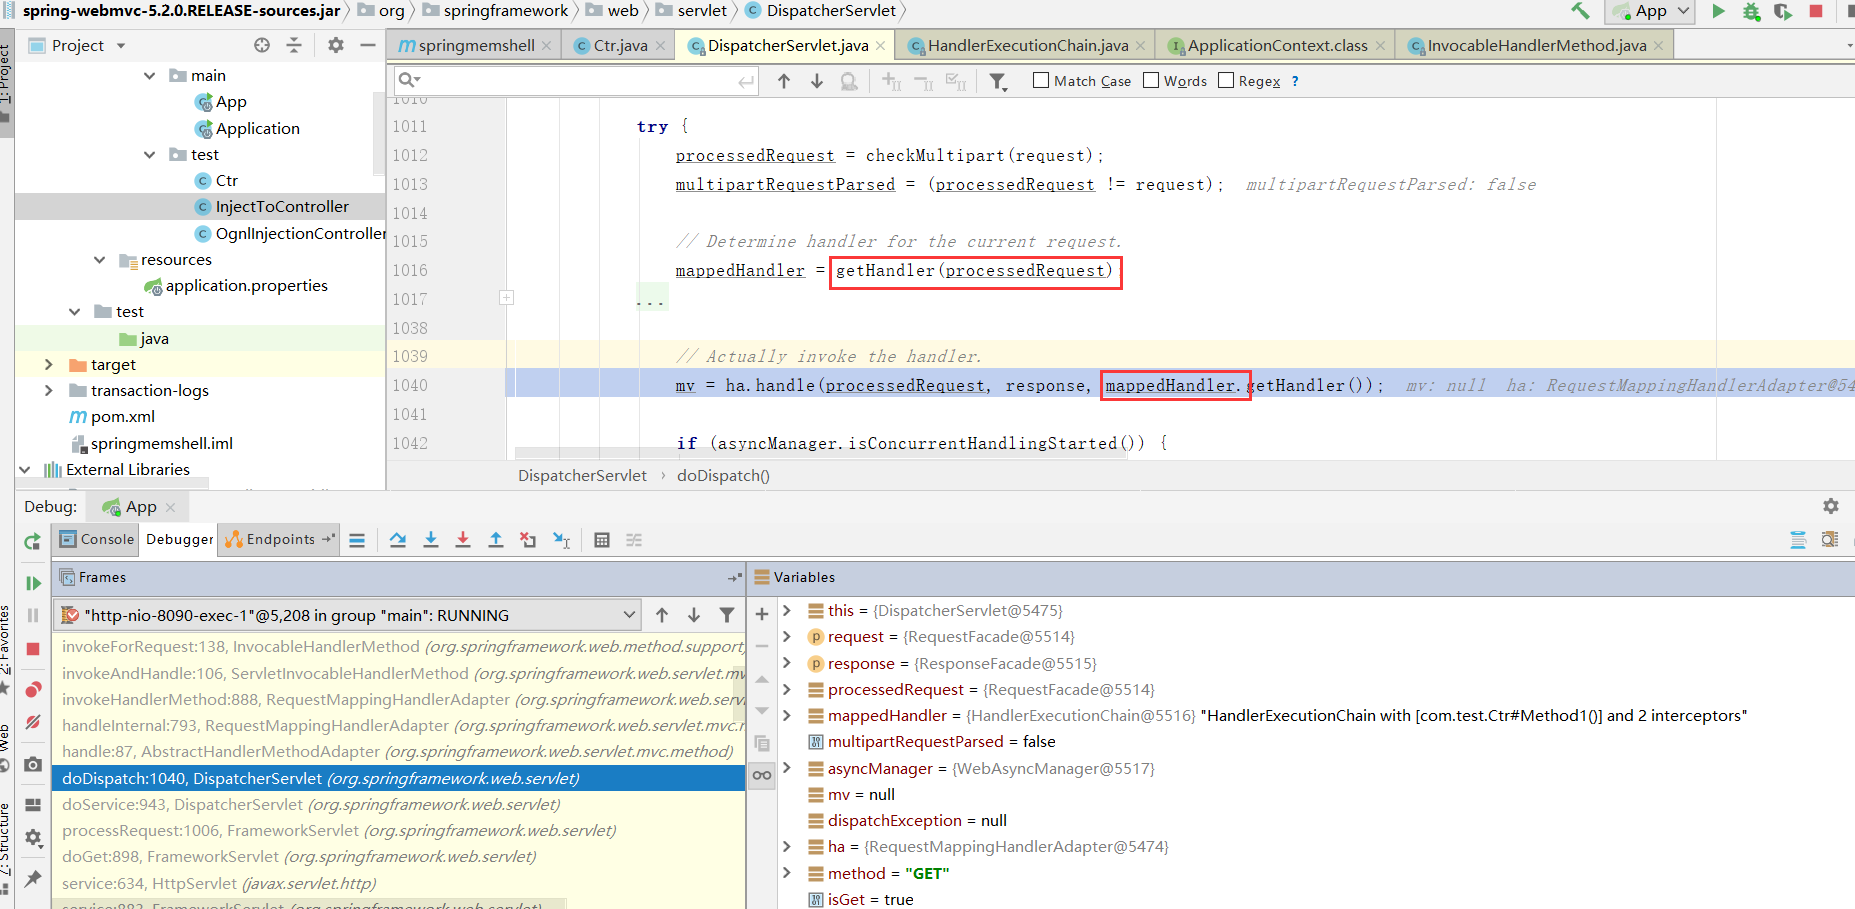 spring-webmvc-5.2.0.RELEASE-sources.jar org springframework web servlet DispatcherServlet App
1: Project
Project
springmemshell Ctr.java DispatcherServlet.java HandlerExecutionChain.java ApplicationContext.class InvocableHandlerMethod.java
Match Case Words Regex ?
main
App
Application
test
Ctr
InjectToController
OgnlInjectionController
resources
application.properties
test
java
target
transaction-logs
pom.xml
springmemshell.iml
External Libraries
1010
1011 try {
1012 processedRequest = checkMultipart(request);
1013 multipartRequestParsed = (processedRequest != request); multipartRequestParsed: false
1014
1015 // Determine handler for the current request.
1016 mappedHandler = getHandler(processedRequest)
1017 ...
1038
1039 // Actually invoke the handler.
1040 mv = ha.handle(processedRequest, response, mappedHandler.getHandler()); mv: null ha: RequestMappingHandlerAdapter@54
1041
1042 if (asyncManager.isConcurrentHandlingStarted()) {
DispatcherServlet › doDispatch()
Debug: App
Console Debugger Endpoints
Frames
"http-nio-8090-exec-1"@5,208 in group "main": RUNNING
invokeForRequest:138, InvocableHandlerMethod (org.springframework.web.method.support)
invokeAndHandle:106, ServletInvocableHandlerMethod (org.springframework.web.servlet.mv
invokeHandlerMethod:888, RequestMappingHandlerAdapter (org.springframework.web.serv
handleInternal:793, RequestMappingHandlerAdapter (org.springframework.web.servlet.mvc.m
handle:87, AbstractHandlerMethodAdapter (org.springframework.web.servlet.mvc.method)
doDispatch:1040, DispatcherServlet (org.springframework.web.servlet)
doService:943, DispatcherServlet (org.springframework.web.servlet)
processRequest:1006, FrameworkServlet (org.springframework.web.servlet)
doGet:898, FrameworkServlet (org.springframework.web.servlet)
service:634, HttpServlet (javax.servlet.http)
service:883, FrameworkServlet (org.springframework.web.servlet)
Variables
this = {DispatcherServlet@5475}
request = {RequestFacade@5514}
response = {ResponseFacade@5515}
processedRequest = {RequestFacade@5514}
mappedHandler = {HandlerExecutionChain@5516} "HandlerExecutionChain with [com.test.Ctr#Method1()] and 2 interceptors"
multipartRequestParsed = false
asyncManager = {WebAsyncManager@5517}
mv = null
dispatchException = null
ha = {RequestMappingHandlerAdapter@5474}
method = "GET"
isGet = true
2: Favorites
Web
7: Structure